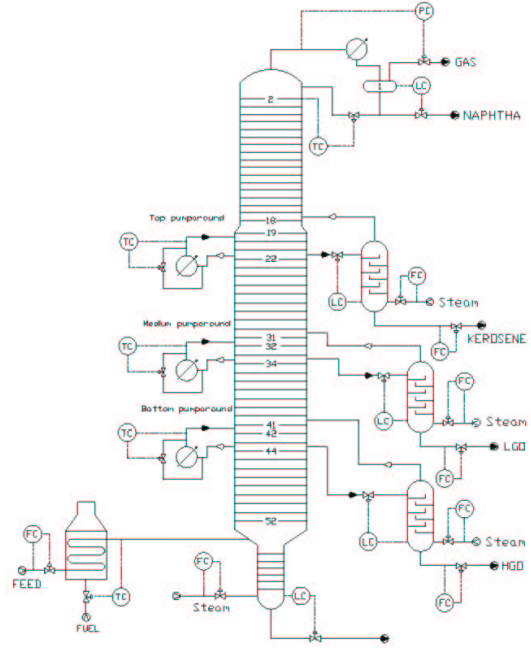 PC
GAS
1
LC
NAPHTHA
2
TC
Top pumparound
18
19
TC
22
FC
LC
Steam
KEROSENE
FC
Medium pumparound
31
32
TC
34
FC
LC
Steam
LGO
FC
Bottom pumparound
41
42
TC
44
FC
LC
Steam
52
HGO
FC
FC
FEED
FC
TC
FUEL
Steam
LC